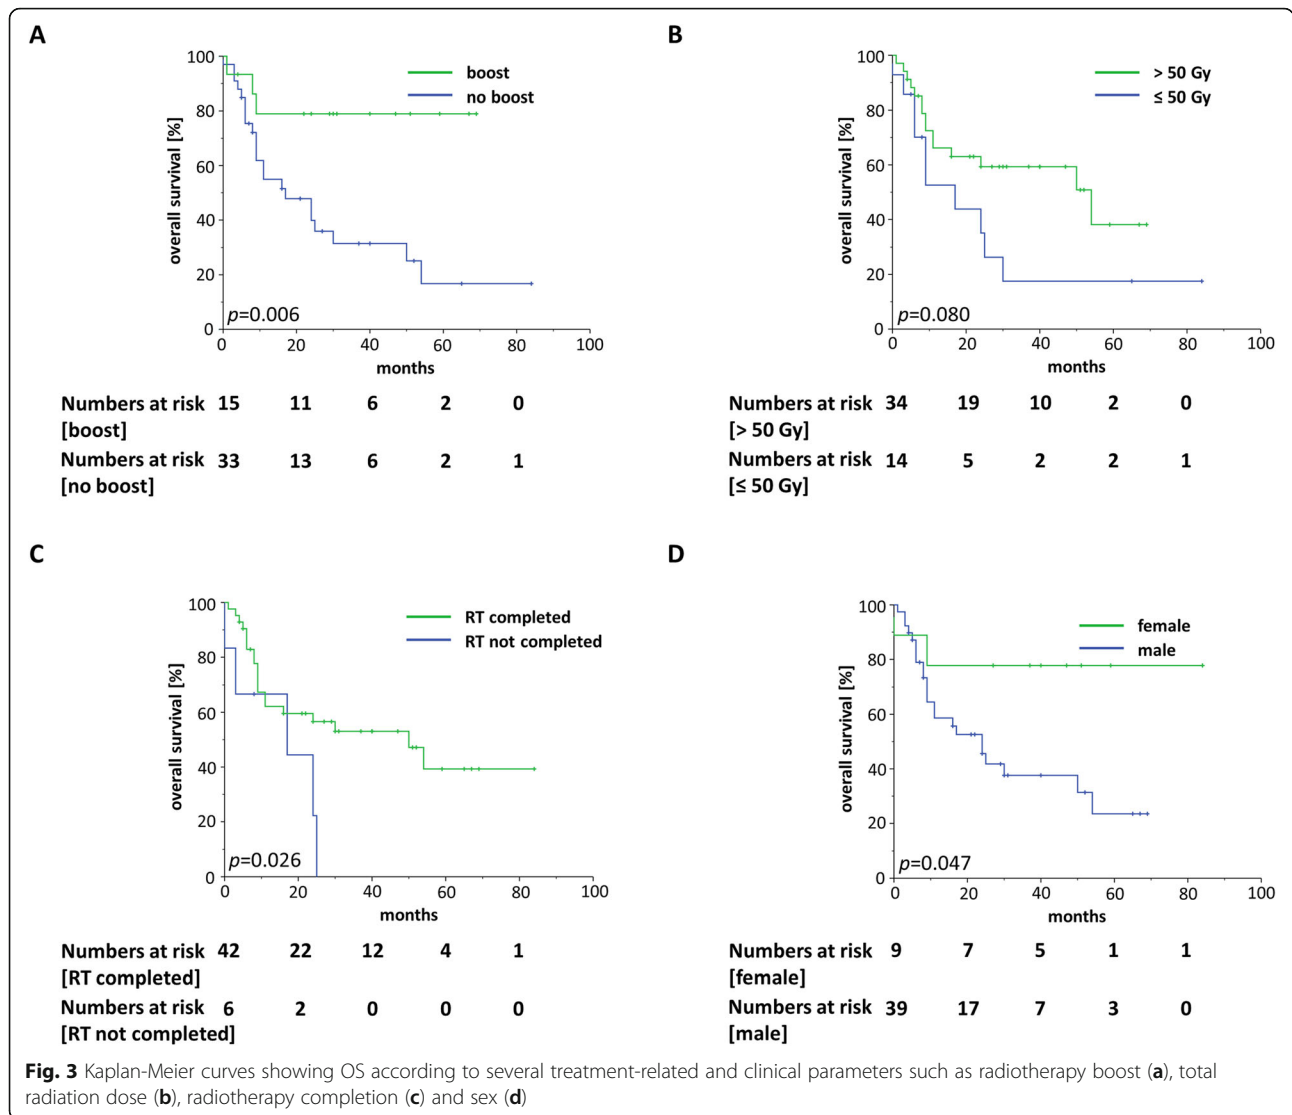 A
overall survival [%]
100
80
60
40
20
0
boost
no boost
p=0.006
0 20 40 60 80 100
months
Numbers at risk 15 11 6 2 0
[boost]
Numbers at risk 33 13 6 2 1
[no boost]
B
overall survival [%]
100
80
60
40
20
0
> 50 Gy
≤ 50 Gy
p=0.080
0 20 40 60 80 100
months
Numbers at risk 34 19 10 2 0
[> 50 Gy]
Numbers at risk 14 5 2 2 1
[≤ 50 Gy]
C
overall survival [%]
100
80
60
40
20
0
RT completed
RT not completed
p=0.026
0 20 40 60 80 100
months
Numbers at risk 42 22 12 4 1
[RT completed]
Numbers at risk 6 2 0 0 0
[RT not completed]
D
overall survival [%]
100
80
60
40
20
0
female
male
p=0.047
0 20 40 60 80 100
months
Numbers at risk 9 7 5 1 1
[female]
Numbers at risk 39 17 7 3 0
[male]
Fig. 3 Kaplan-Meier curves showing OS according to several treatment-related and clinical parameters such as radiotherapy boost (a), total
radiation dose (b), radiotherapy completion (c) and sex (d)